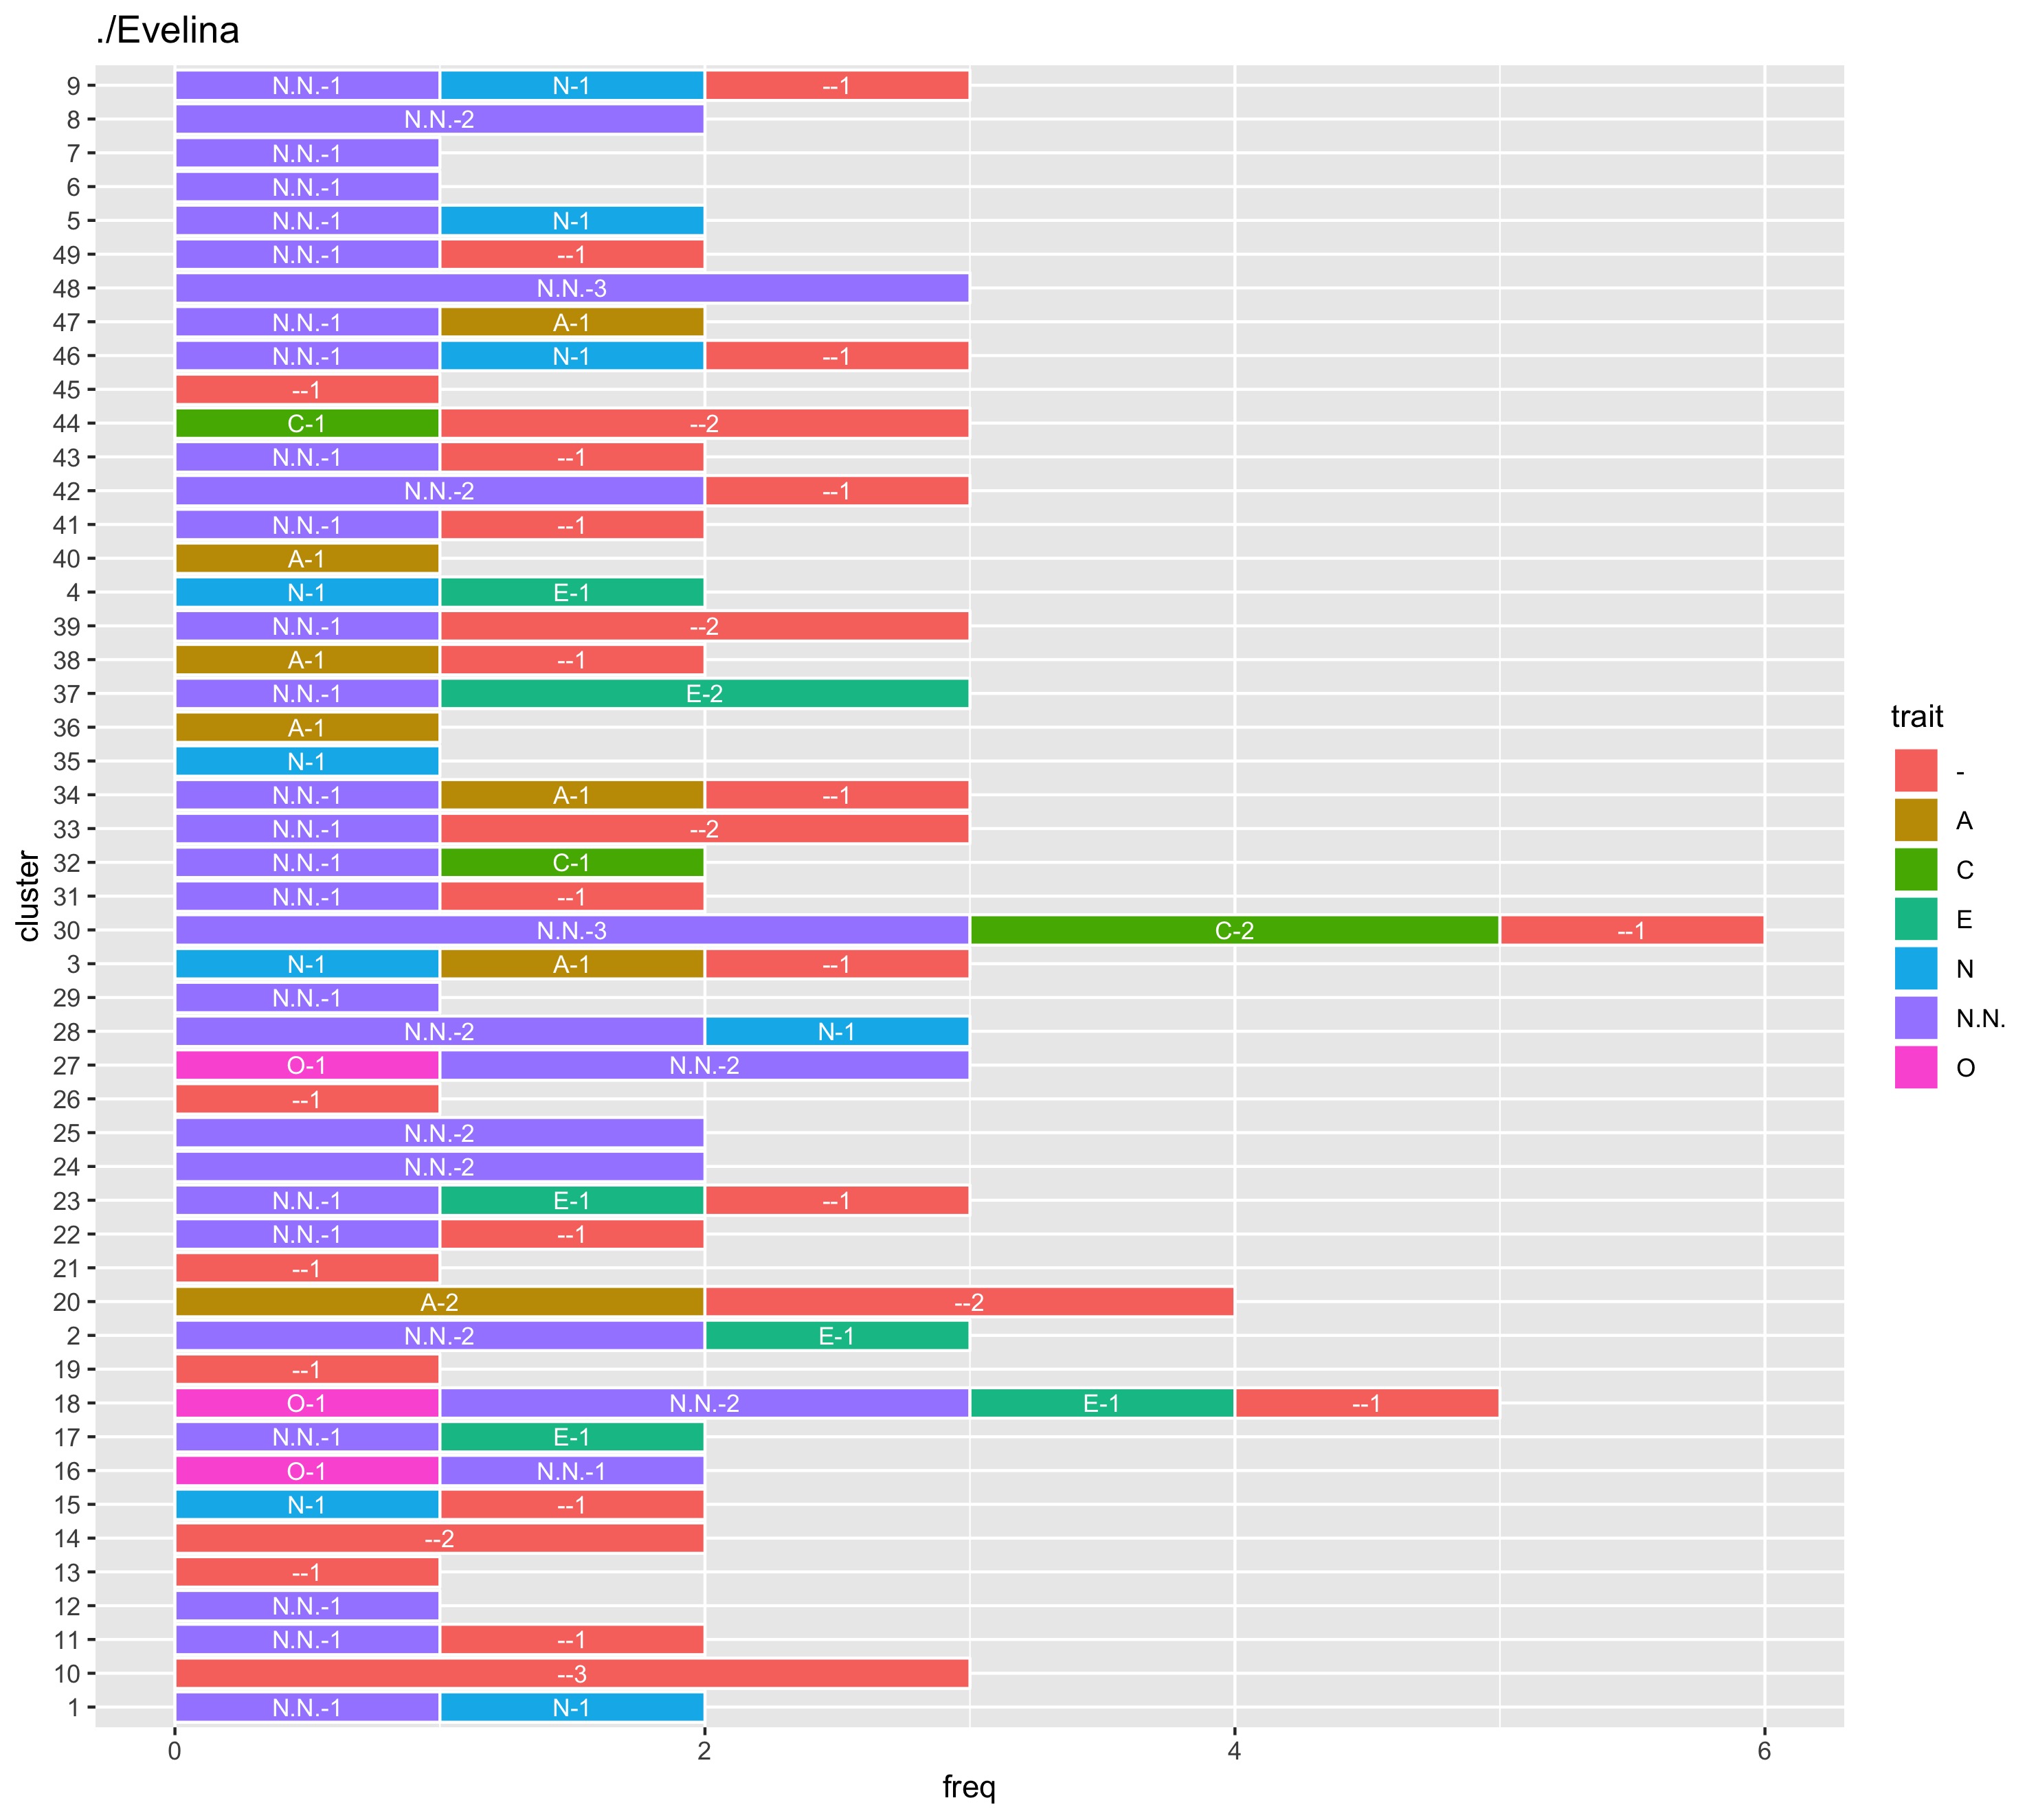 ./Evelina
9 N.N.-1 N-1 --1
8 N.N.-2
7 N.N.-1
6 N.N.-1
5 N.N.-1 N-1
49 N.N.-1 --1
48 N.N.-3
47 N.N.-1 A-1
46 N.N.-1 N-1 --1
45 --1
44 C-1 --2
43 N.N.-1 --1
42 N.N.-2 --1
41 N.N.-1 --1
40 A-1
4 N-1 E-1
39 N.N.-1 --2
38 A-1 --1
37 N.N.-1 E-2
36 A-1
35 N-1
34 N.N.-1 A-1 --1
33 N.N.-1 --2
32 N.N.-1 C-1
31 N.N.-1 --1
30 N.N.-3 C-2 --1
3 N-1 A-1 --1
29 N.N.-1
28 N.N.-2 N-1
27 O-1 N.N.-2
26 --1
25 N.N.-2
24 N.N.-2
23 N.N.-1 E-1 --1
22 N.N.-1 --1
21 --1
20 A-2 --2
2 N.N.-2 E-1
19 --1
18 O-1 N.N.-2 E-1 --1
17 N.N.-1 E-1
16 O-1 N.N.-1
15 N-1 --1
14 --2
13 --1
12 N.N.-1
11 N.N.-1 --1
10 --3
1 N.N.-1 N-1
0 2 4 6
freq
cluster
trait
-
A
C
E
N
N.N.
O